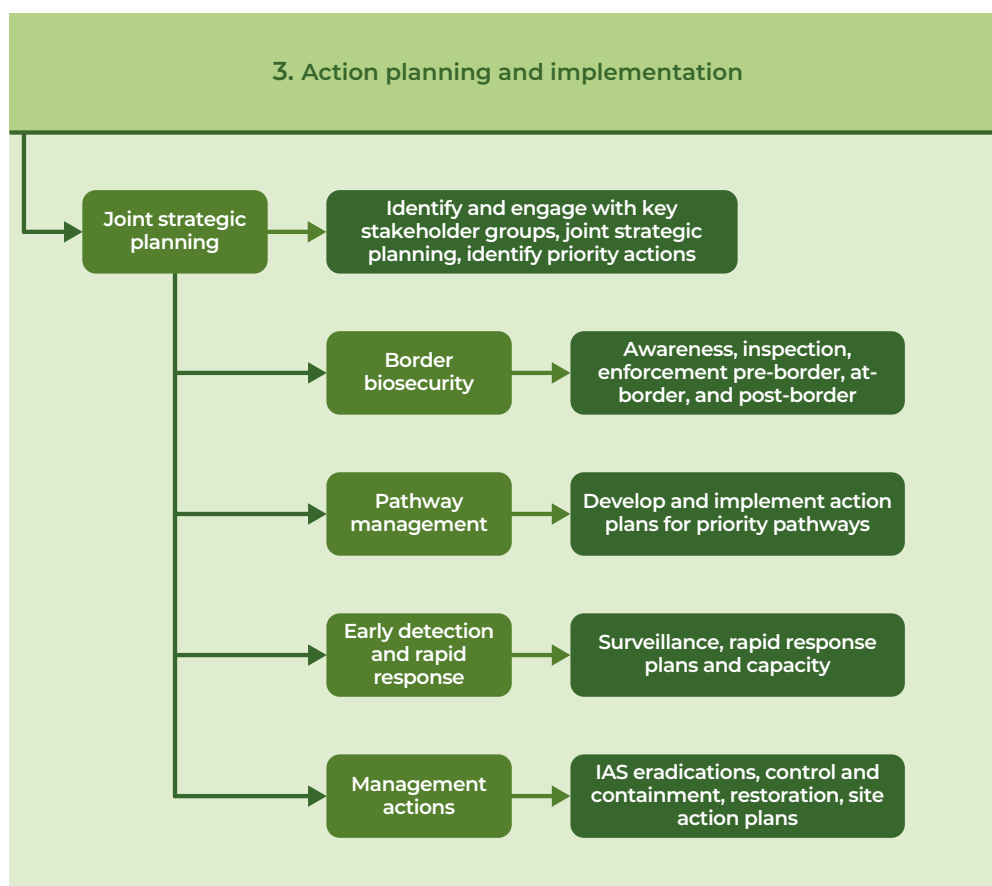 3. Action planning and implementation
Joint strategic
planning
Identify and engage with key
stakeholder groups, joint strategic
planning, identify priority actions
Border
biosecurity
Awareness, inspection,
enforcement pre-border, at-
border, and post-border
Pathway
management
Develop and implement action
plans for priority pathways
Early detection
and rapid
response
Surveillance, rapid response
plans and capacity
Management
actions
IAS eradications, control and
containment, restoration, site
action plans